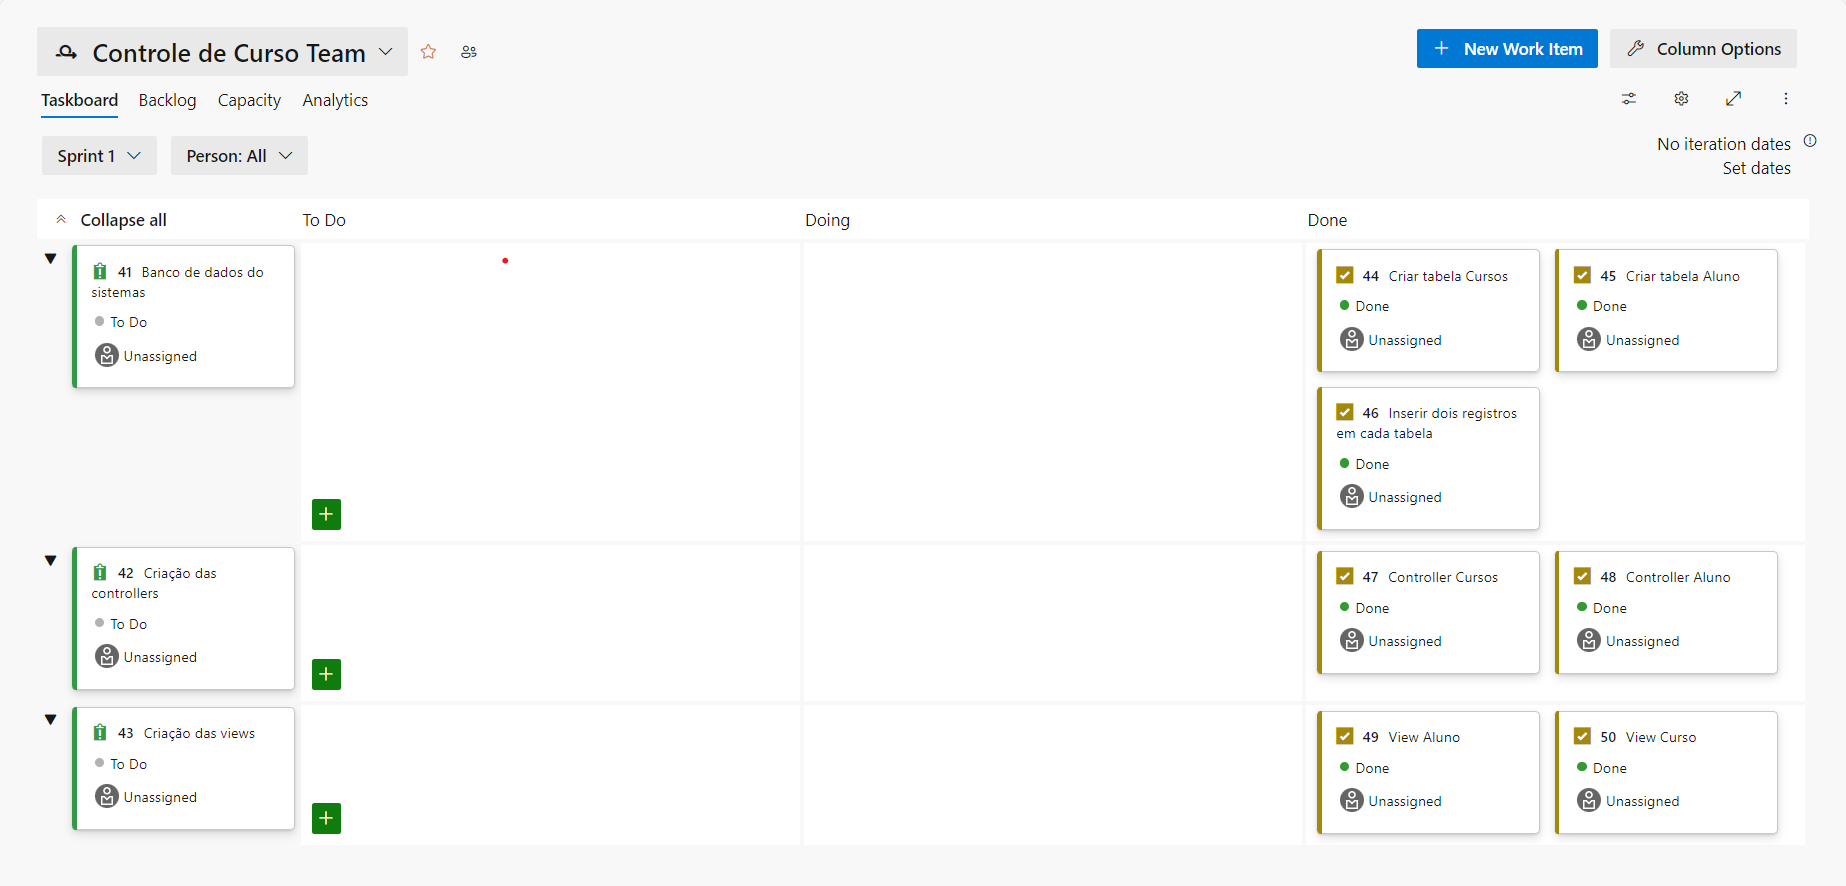 Controle de Curso Team
New Work Item
Column Options
Taskboard
Backlog
Capacity
Analytics
Sprint 1
Person: All
No iteration dates
Set dates
Collapse all
To Do
Doing
Done
41 Banco de dados do
sistemas
To Do
Unassigned
44 Criar tabela Cursos
Done
Unassigned
45 Criar tabela Aluno
Done
Unassigned
46 Inserir dois registros
em cada tabela
Done
Unassigned
42 Criação das
controllers
To Do
Unassigned
47 Controller Cursos
Done
Unassigned
48 Controller Aluno
Done
Unassigned
43 Criação das views
To Do
Unassigned
49 View Aluno
Done
Unassigned
50 View Curso
Done
Unassigned